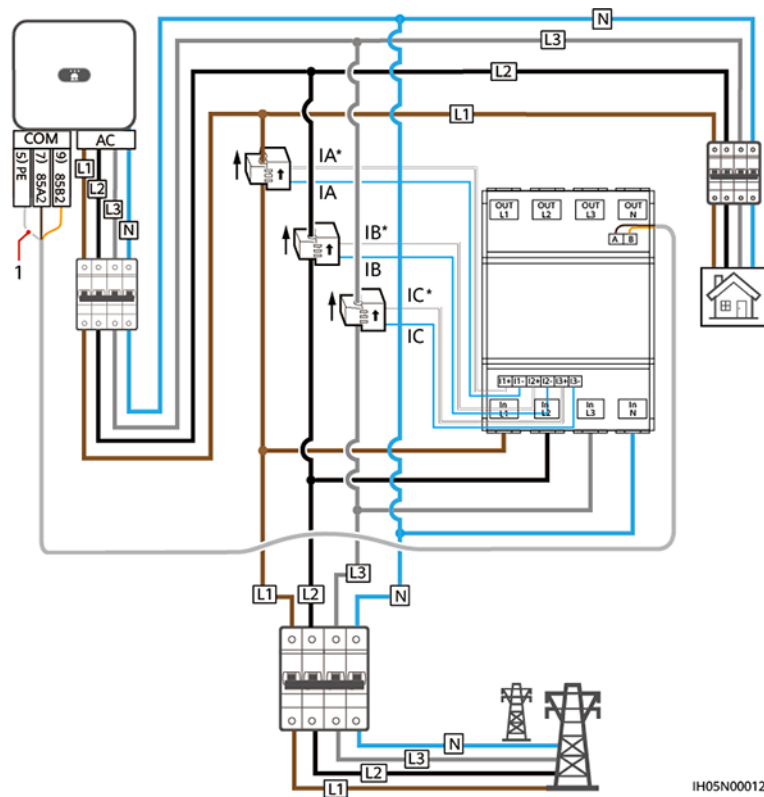 N
L3
L2
L1
COM
AC
5) PE
7) 85A2
9) 85B2
L1
L2
L3
N
1
IA*
IA
IB*
IB
IC*
IC
OUT L1
OUT L2
OUT L3
OUT N
A B
I1+ I1- I2+ I2- I3+ I3-
In L1
In L2
In L3
In N
L1
L2
L3
N
N
L3
L2
L1
IH05N00012